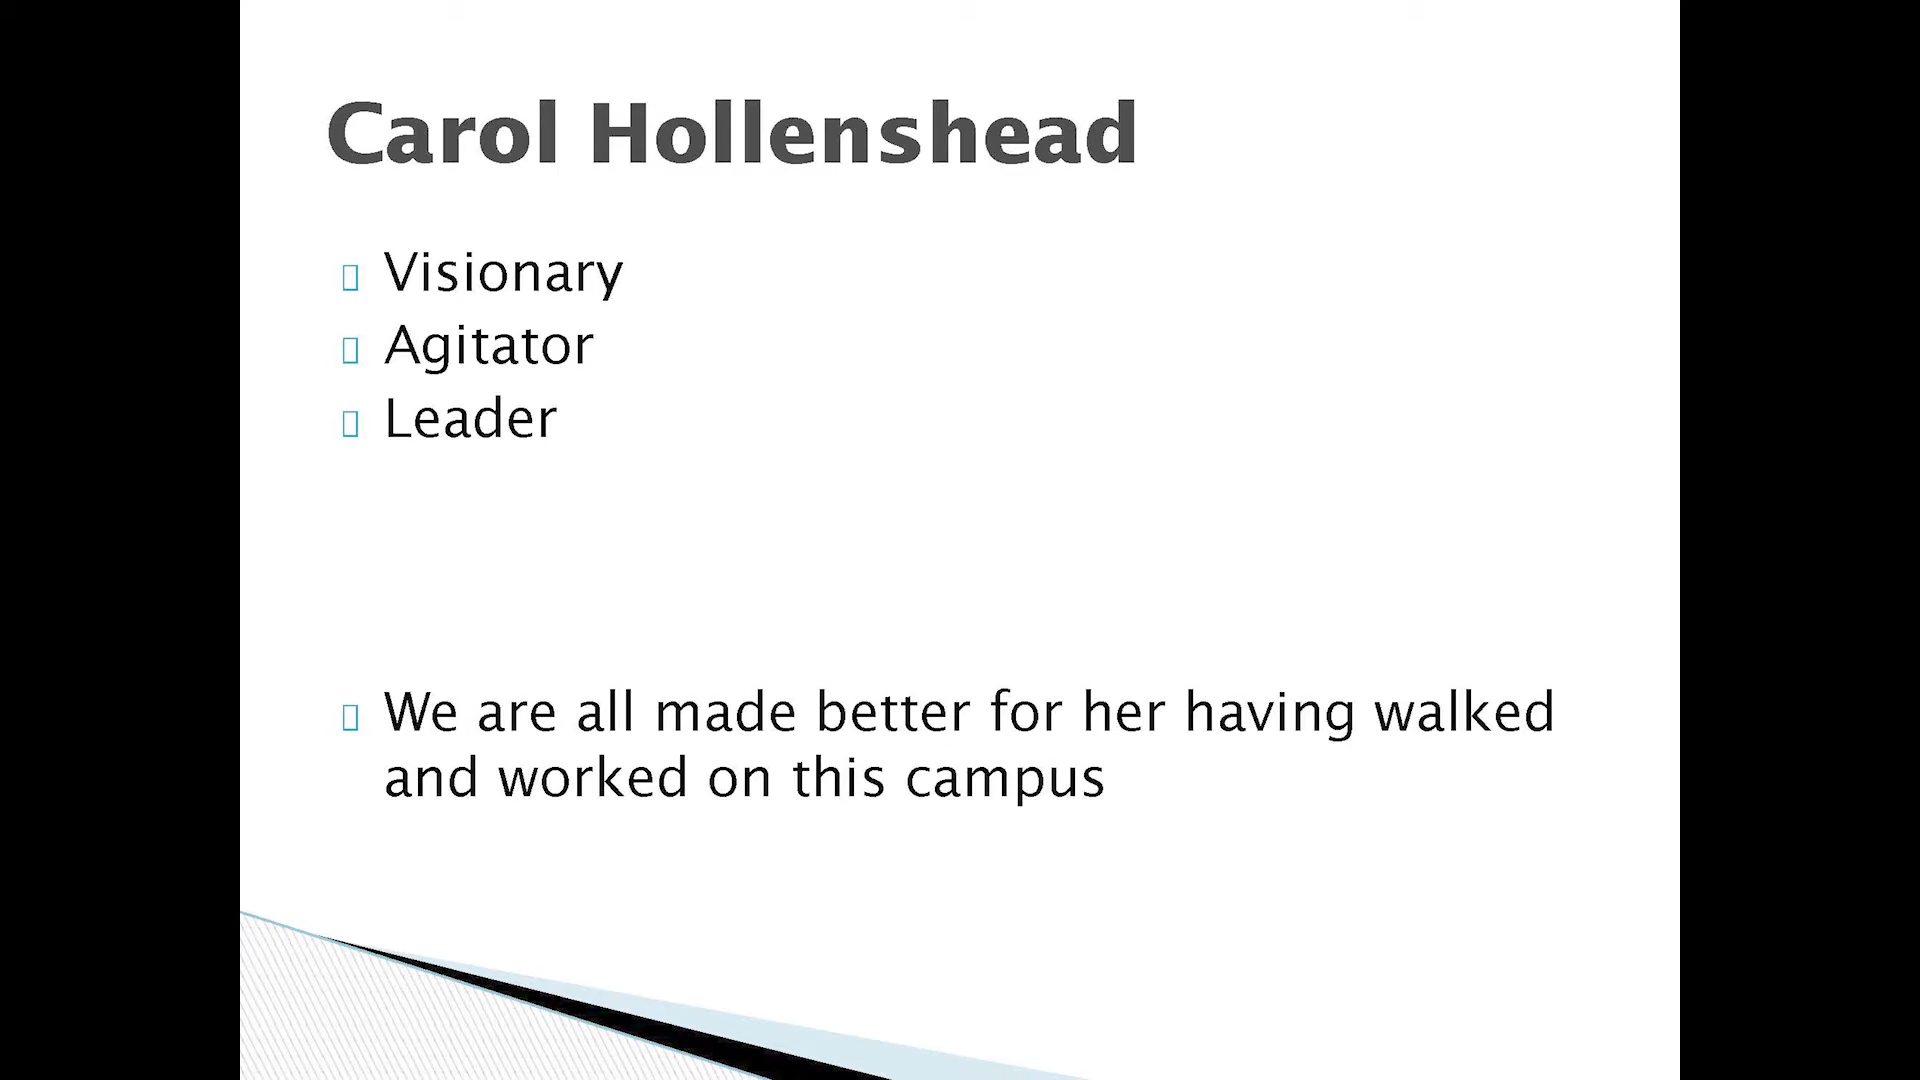 Carol Hollenshead
Visionary
Agitator
Leader
We are all made better for her having walked
and worked on this campus